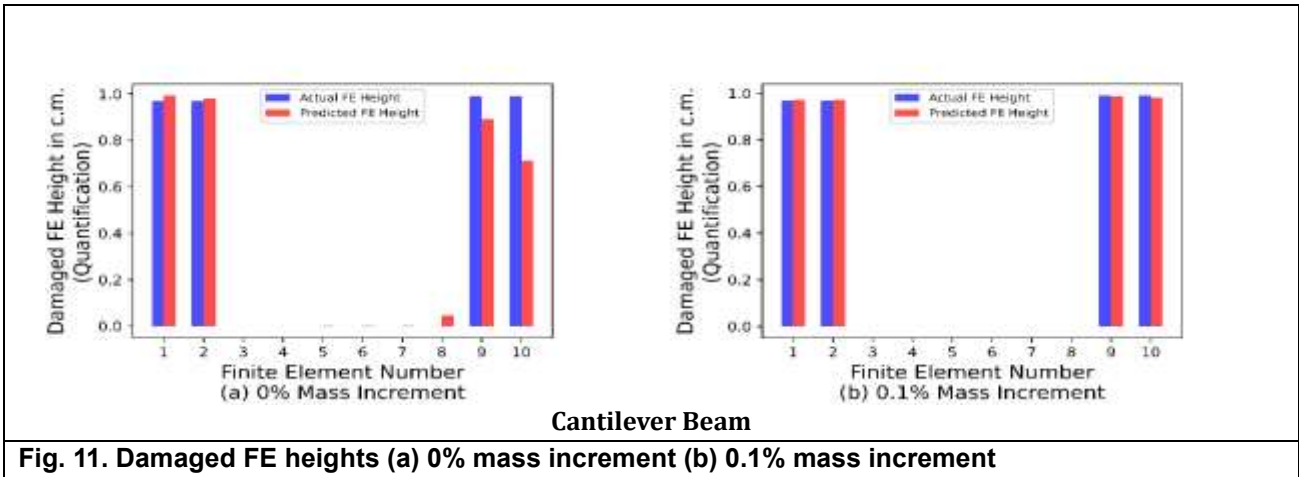 1.0
0.8
0.6
0.4
0.2
0.0
Damaged FE Height in c.m.
(Quantification)
Actual FE Height
Predicted FE Height
1 2 3 4 5 6 7 8 9 10
Finite Element Number
(a) 0% Mass Increment
1.0
0.8
0.6
0.4
0.2
0.0
Damaged FE Height in c.m.
(Quantification)
Actual FE Height
Predicted FE Height
1 2 3 4 5 6 7 8 9 10
Finite Element Number
(b) 0.1% Mass Increment
Cantilever Beam
Fig. 11. Damaged FE heights (a) 0% mass increment (b) 0.1% mass increment